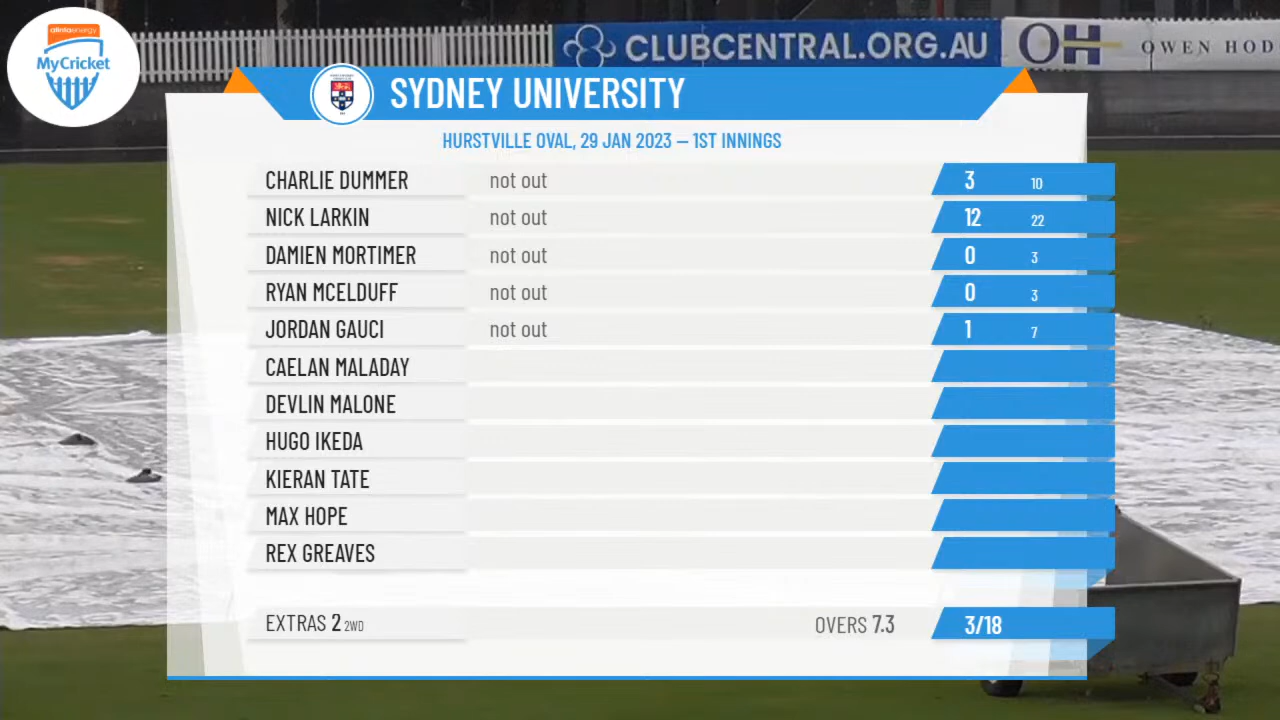 alintaenergy
MyCricket
CLUBCENTRAL.ORG.AU
OH OWEN HOD
SYDNEY UNIVERSITY
HURSTVILLE OVAL, 29 JAN 2023 – 1ST INNINGS
CHARLIE DUMMER not out 3 10
NICK LARKIN not out 12 22
DAMIEN MORTIMER not out 0 3
RYAN MCELDUFF not out 0 3
JORDAN GAUCI not out 1 7
CAELAN MALADAY
DEVLIN MALONE
HUGO IKEDA
KIERAN TATE
MAX HOPE
REX GREAVES
EXTRAS 2 2WD OVERS 7.3 3/18